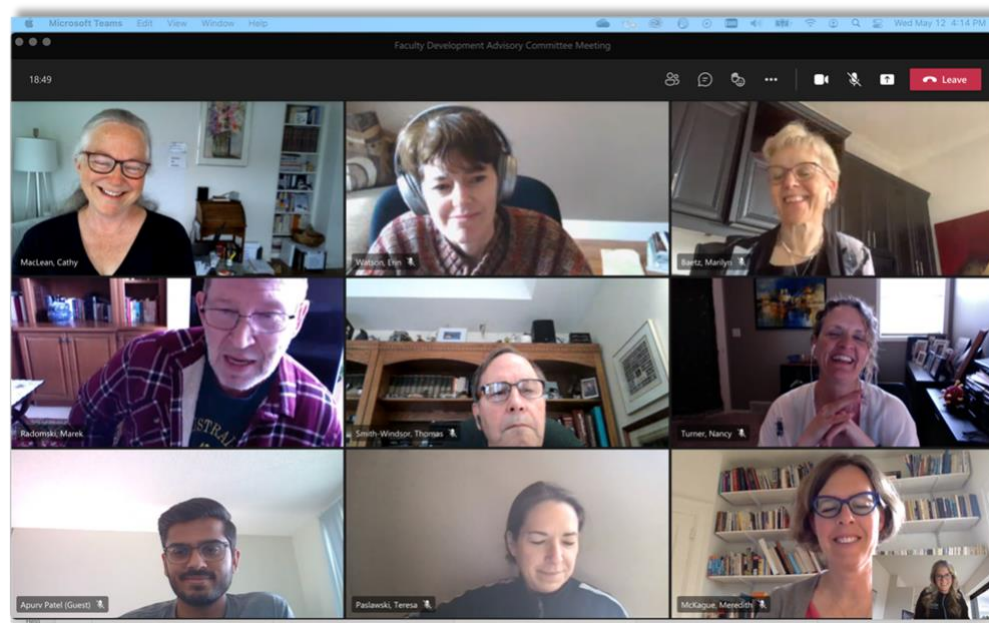 Microsoft Teams Edit View Window Help Wed May 12 4:14 PM
Faculty Development Advisory Committee Meeting
18:49
Leave
MacLean, Cathy
Watson, Erin
Baetz, Marilyn
STRAL
Radomski, Marek
Smith-Windsor, Thomas
Turner, Nancy
Apurv Patel (Guest)
Paslawski, Teresa
McKague, Meredith